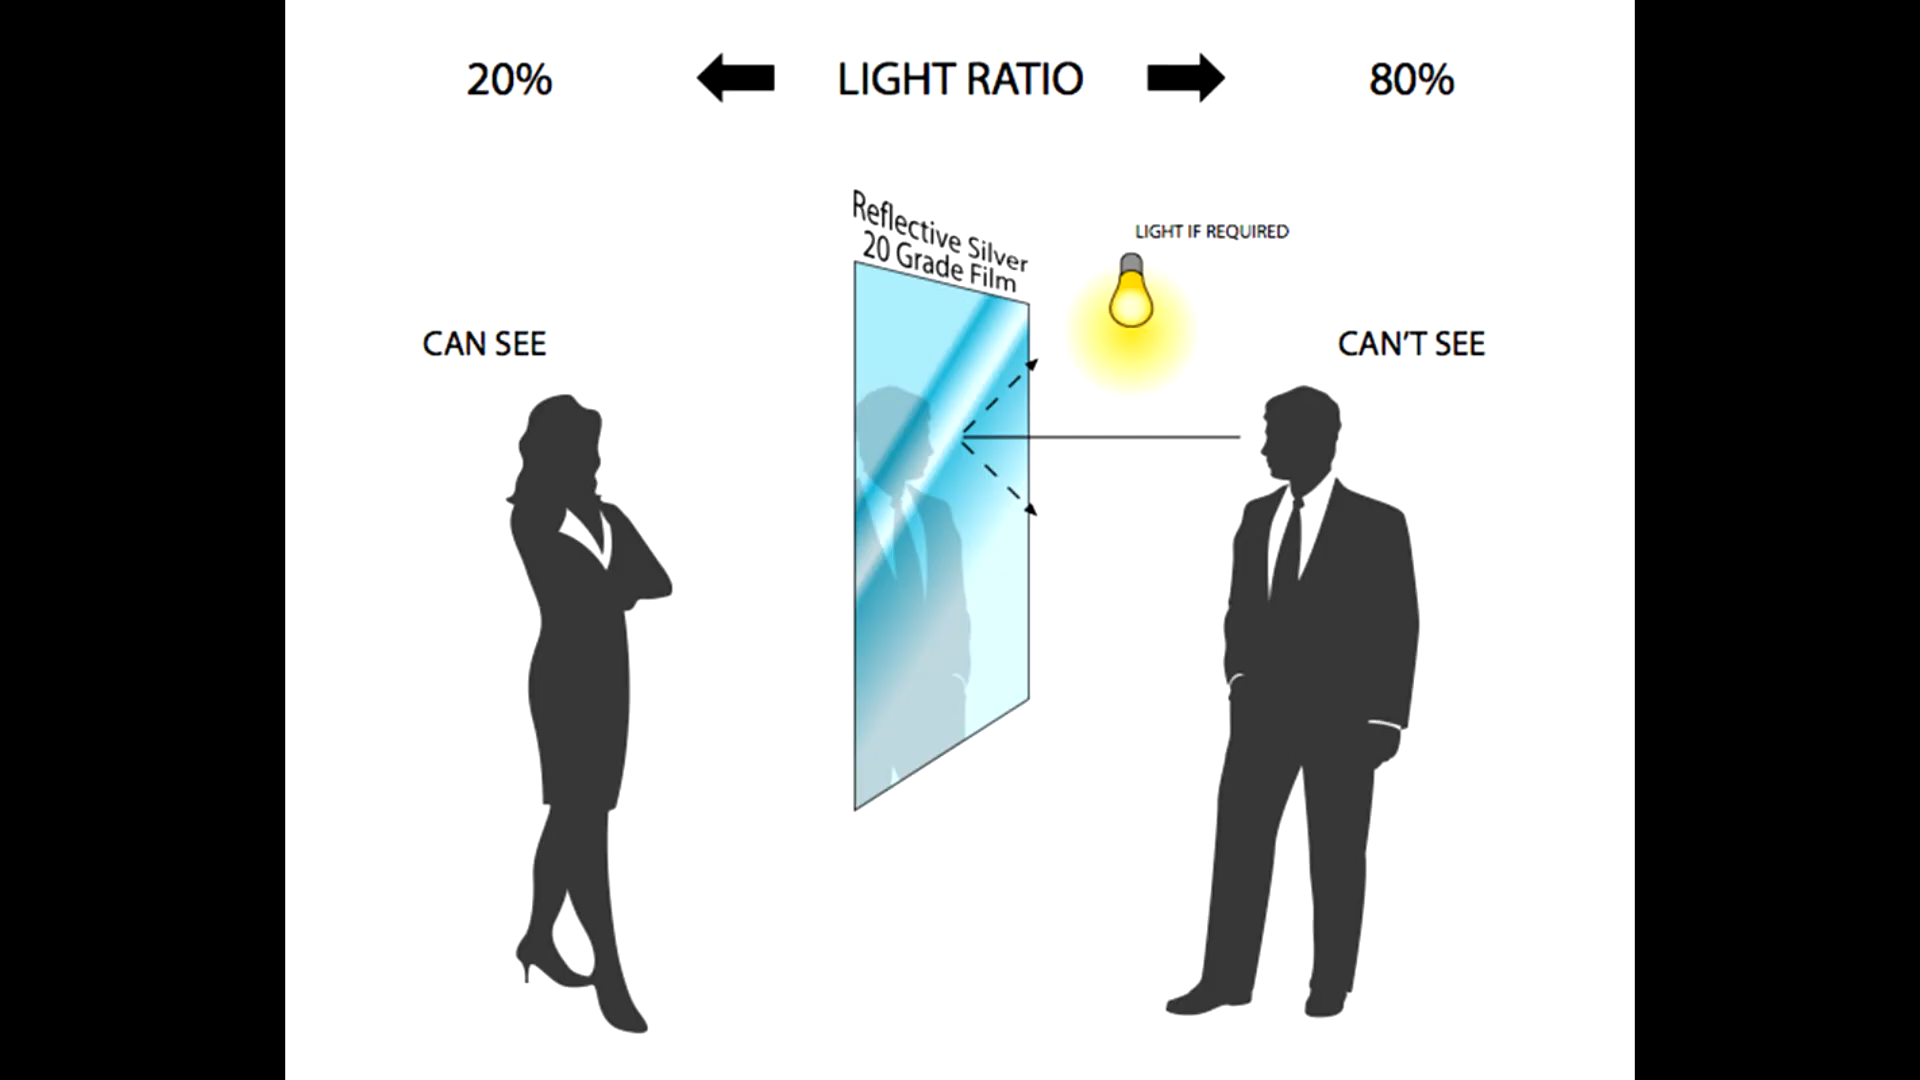 20% LIGHT RATIO 80%
Reflective Silver
20 Grade Film
LIGHT IF REQUIRED
CAN SEE
CAN'T SEE